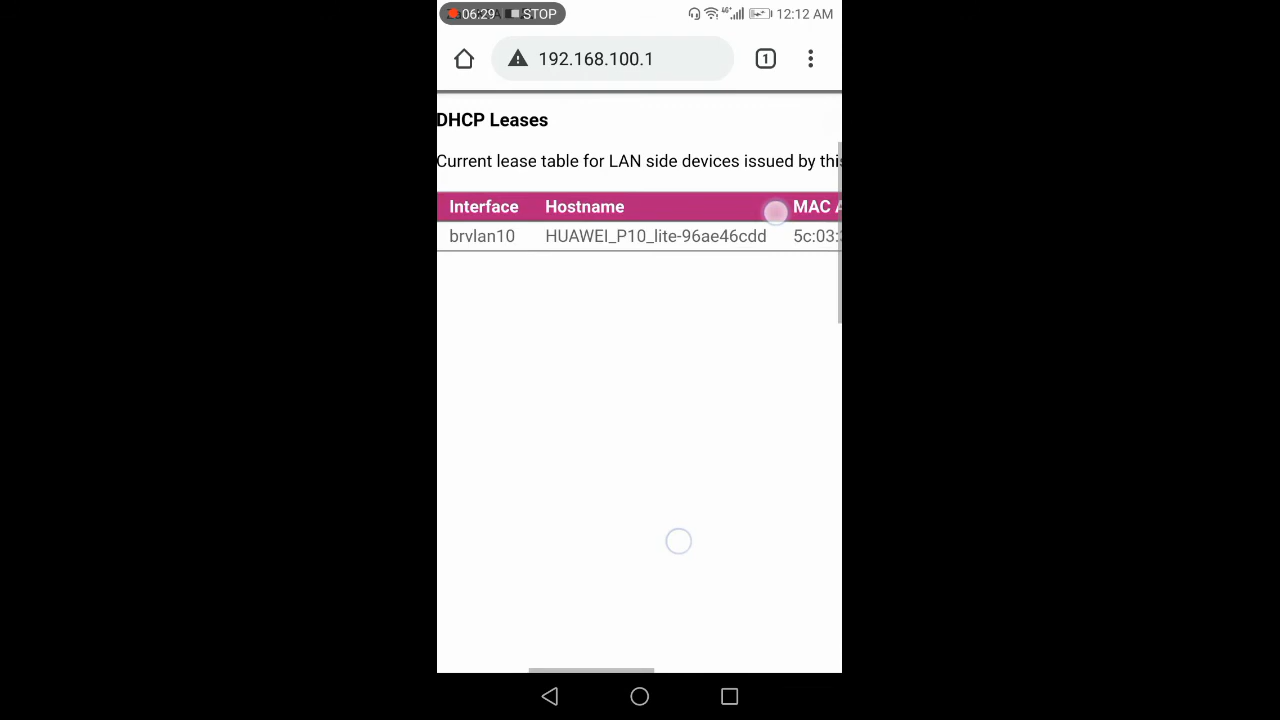 06:29 STOP 12:12 AM
192.168.100.1 1
DHCP Leases
Current lease table for LAN side devices issued by this
Interface Hostname MAC A
brvlan10 HUAWEI_P10_lite-96ae46cdd 5c:03: